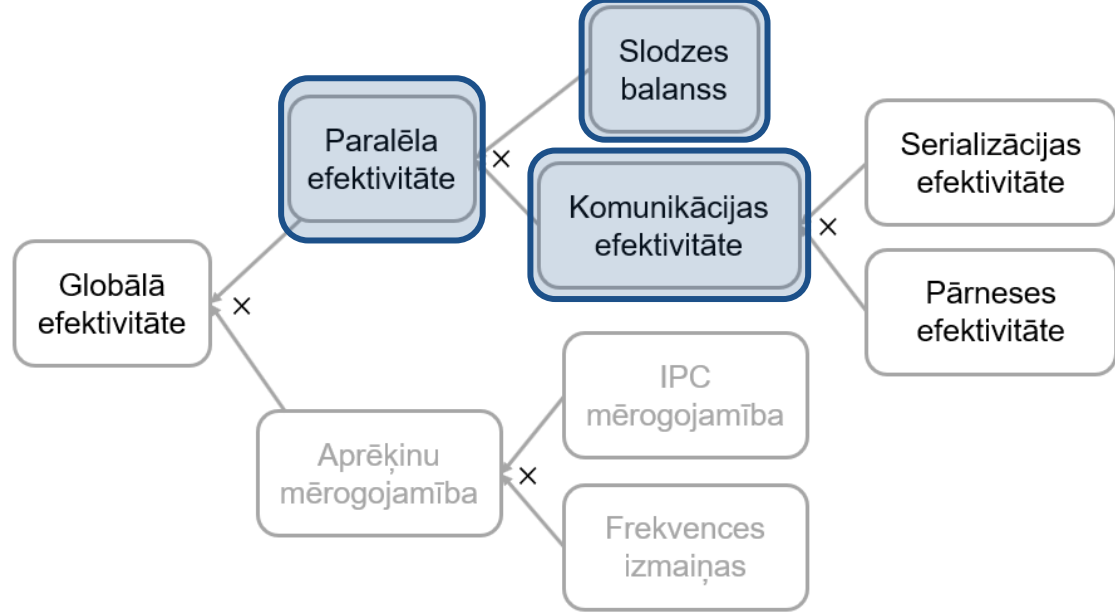 Slodzes
balanss
Paralēla
efektivitāte
×
Komunikācijas
efektivitāte
Serializācijas
efektivitāte
×
Pārneses
efektivitāte
Globālā
efektivitāte
×
IPC
mērogojamība
Aprēķinu
mērogojamība
×
Frekvences
izmaiņas